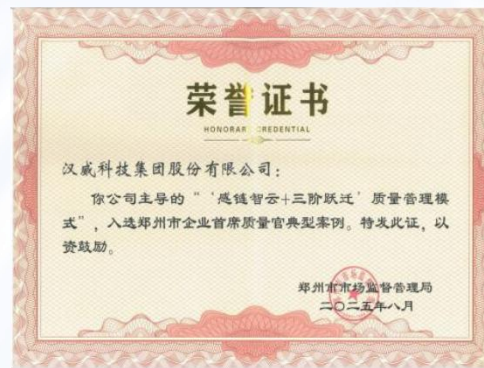 荣誉证书
HONORARY CREDENTIAL
汉威科技集团股份有限公司：
你公司主导的“‘感链智云+三阶跃迁’质量管理模
式”，入选郑州市企业首席质量官典型案例。特发此证，以
资鼓励。
郑州市市场监督管理局
二〇二五年八月